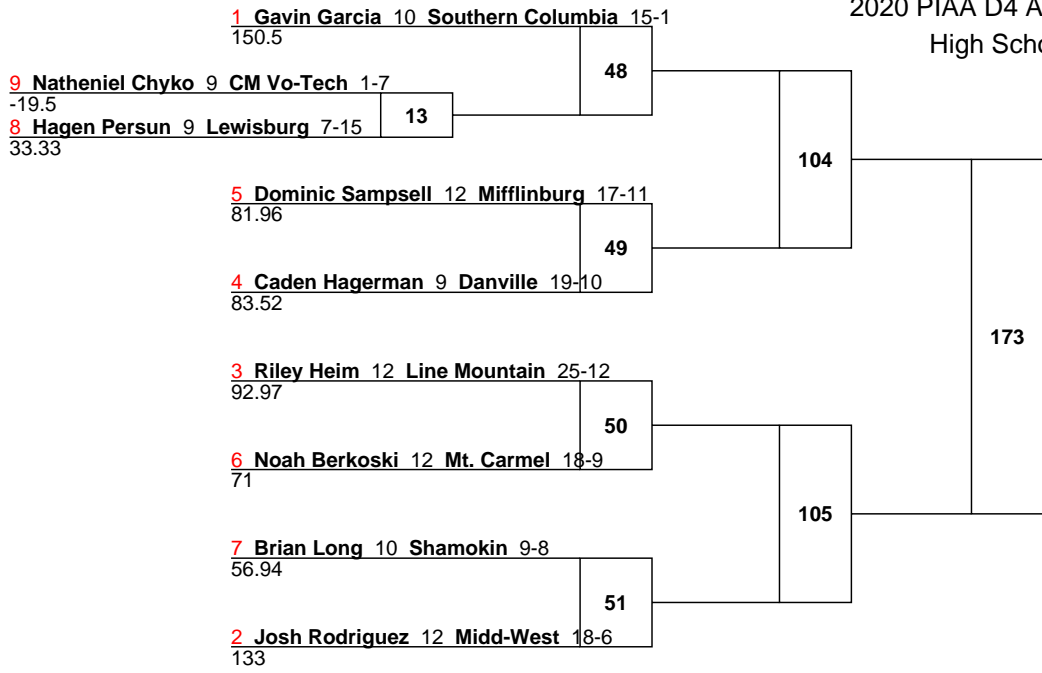 2020 PIAA D4 A
High Scho
1 Gavin Garcia 10 Southern Columbia 15-1
150.5
48
9 Natheniel Chyko 9 CM Vo-Tech 1-7
-19.5
13
8 Hagen Persun 9 Lewisburg 7-15
33.33
104
5 Dominic Sampsell 12 Mifflinburg 17-11
81.96
49
4 Caden Hagerman 9 Danville 19-10
83.52
173
3 Riley Heim 12 Line Mountain 25-12
92.97
50
6 Noah Berkoski 12 Mt. Carmel 18-9
71
105
7 Brian Long 10 Shamokin 9-8
56.94
51
2 Josh Rodriguez 12 Midd-West 18-6
133